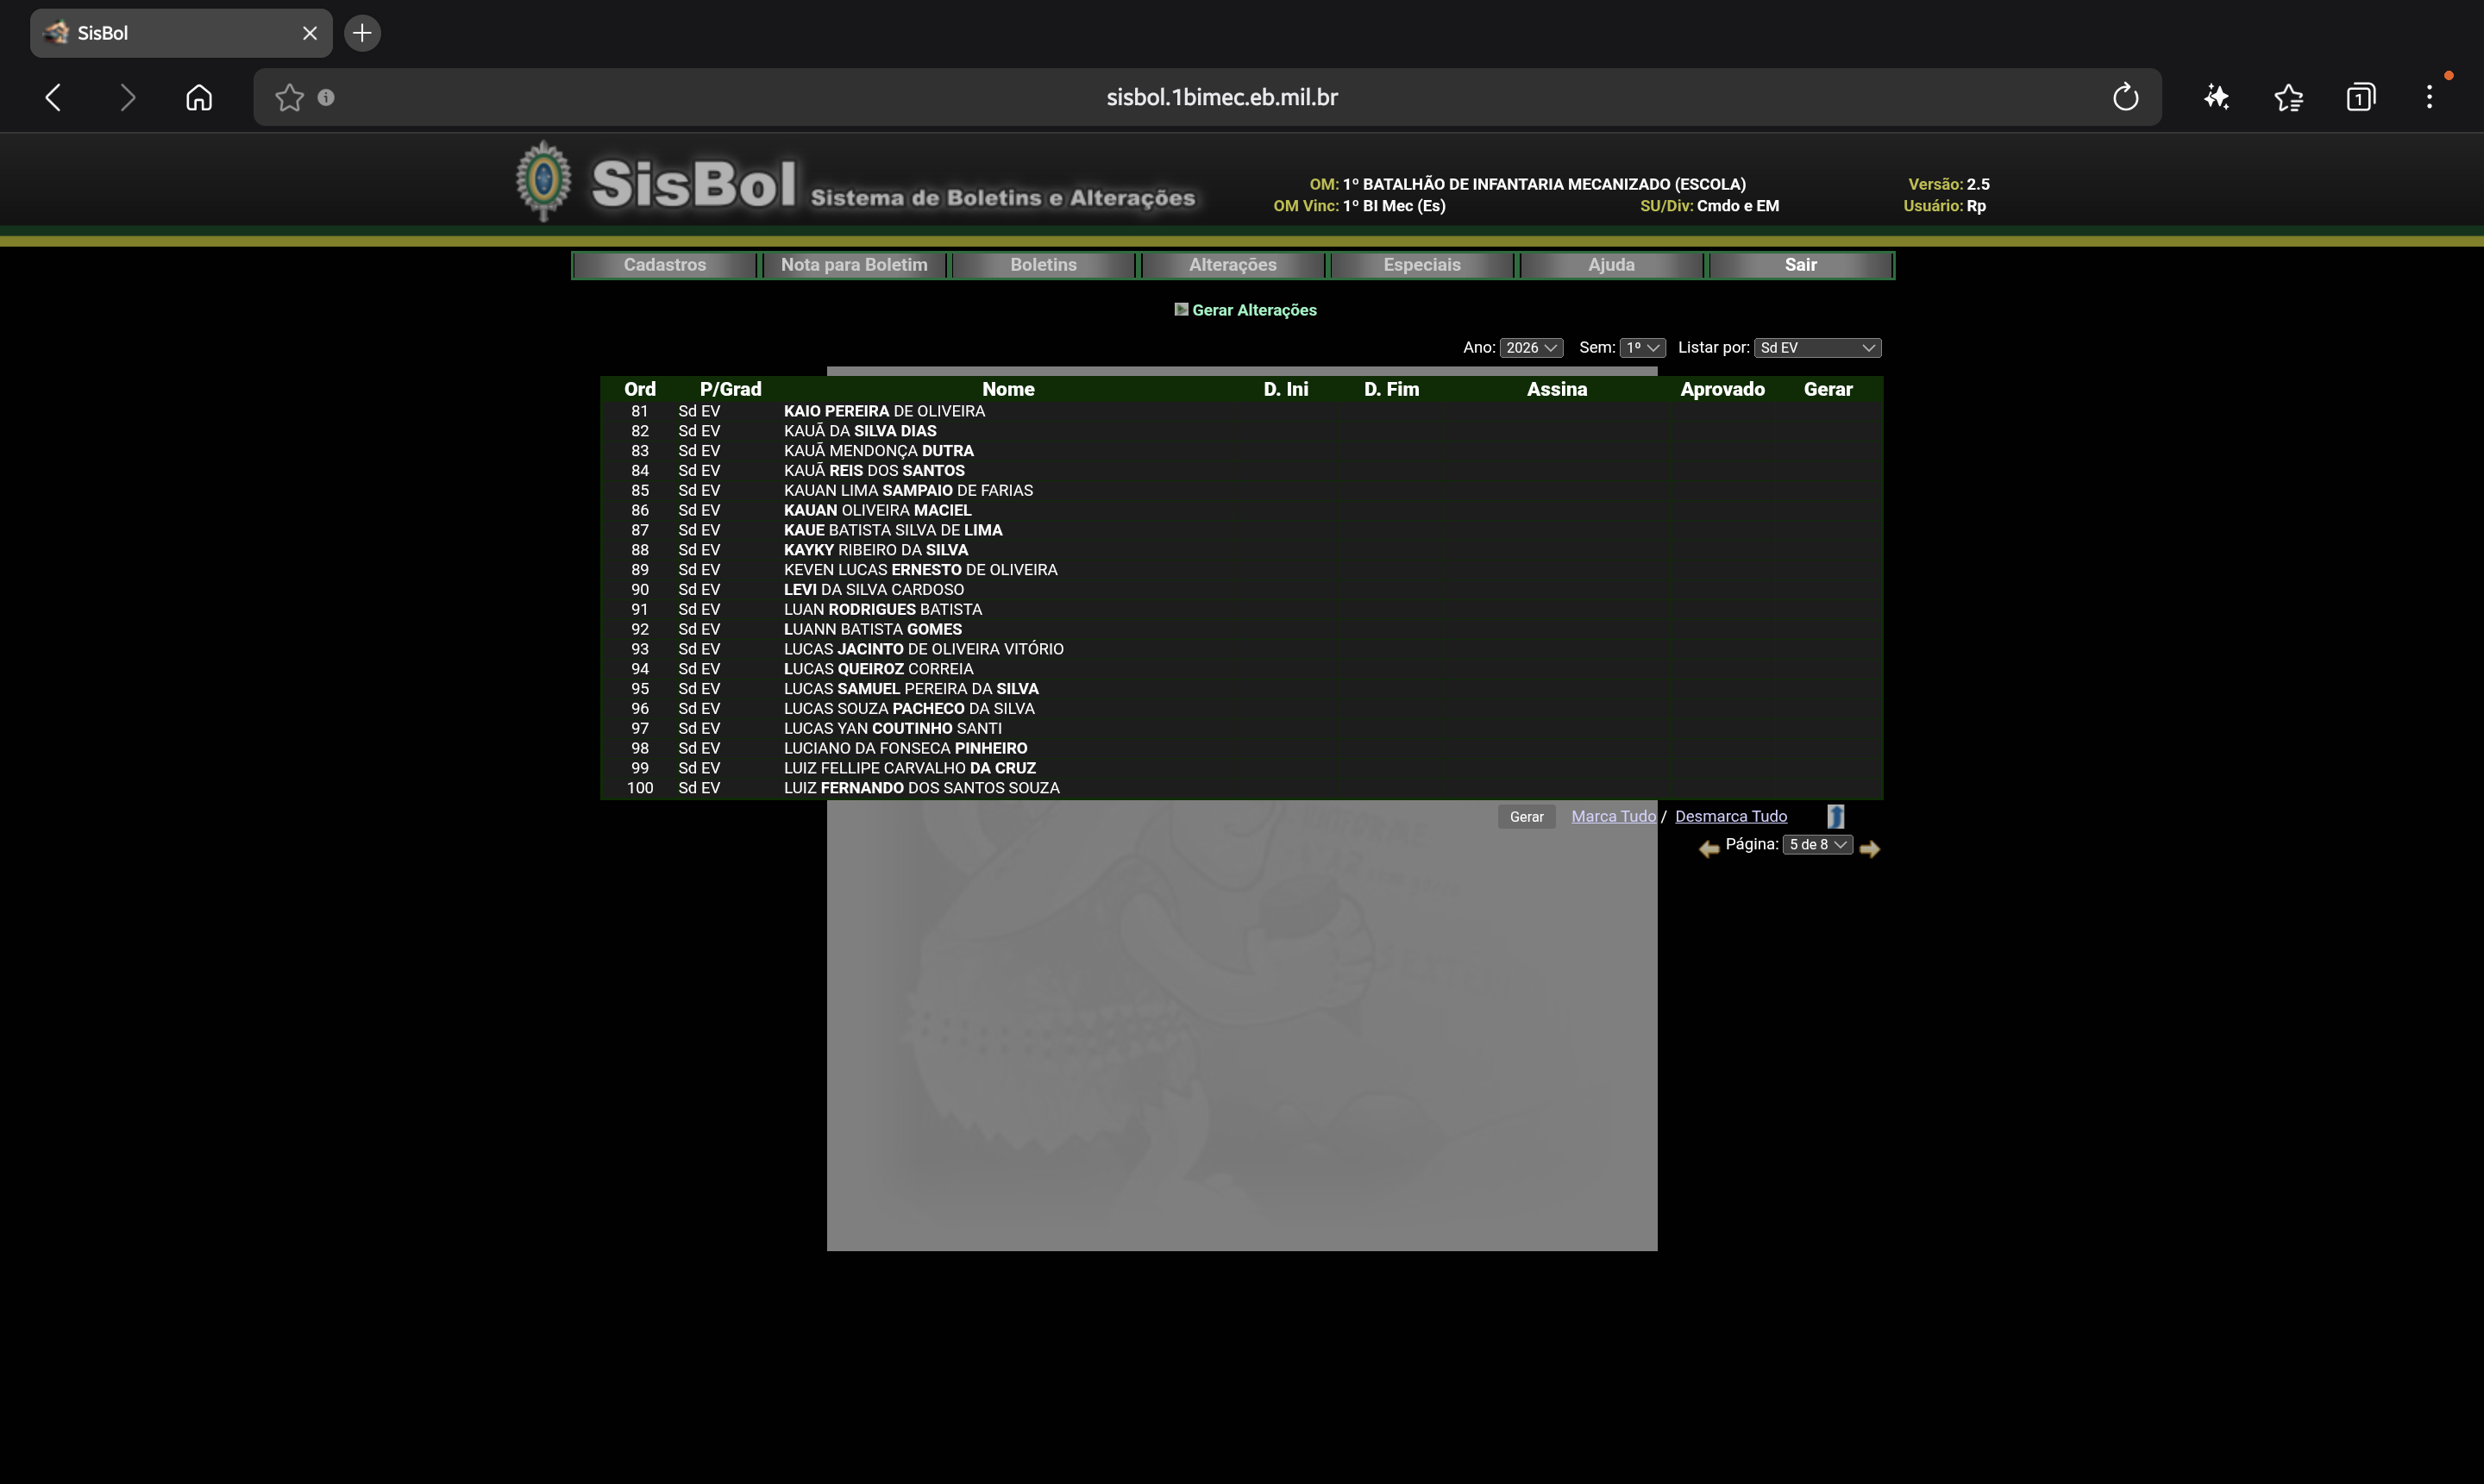 SisBol
sisbol.1bimec.eb.mil.br
1
SisBol Sistema de Boletins e Alterações
OM: 1º BATALHÃO DE INFANTARIA MECANIZADO (ESCOLA) Versão: 2.5
OM Vinc: 1º BI Mec (Es) SU/Div: Cmdo e EM Usuário: Rp
Cadastros Nota para Boletim Boletins Alterações Especiais Ajuda Sair
Gerar Alterações
Ano: 2026 Sem: 1º Listar por: Sd EV
Ord P/Grad Nome D. Ini D. Fim Assina Aprovado Gerar
81 Sd EV KAIO PEREIRA DE OLIVEIRA
82 Sd EV KAUÃ DA SILVA DIAS
83 Sd EV KAUÃ MENDONÇA DUTRA
84 Sd EV KAUÃ REIS DOS SANTOS
85 Sd EV KAUAN LIMA SAMPAIO DE FARIAS
86 Sd EV KAUAN OLIVEIRA MACIEL
87 Sd EV KAUE BATISTA SILVA DE LIMA
88 Sd EV KAYKY RIBEIRO DA SILVA
89 Sd EV KEVEN LUCAS ERNESTO DE OLIVEIRA
90 Sd EV LEVI DA SILVA CARDOSO
91 Sd EV LUAN RODRIGUES BATISTA
92 Sd EV LUANN BATISTA GOMES
93 Sd EV LUCAS JACINTO DE OLIVEIRA VITÓRIO
94 Sd EV LUCAS QUEIROZ CORREIA
95 Sd EV LUCAS SAMUEL PEREIRA DA SILVA
96 Sd EV LUCAS SOUZA PACHECO DA SILVA
97 Sd EV LUCAS YAN COUTINHO SANTI
98 Sd EV LUCIANO DA FONSECA PINHEIRO
99 Sd EV LUIZ FELLIPE CARVALHO DA CRUZ
100 Sd EV LUIZ FERNANDO DOS SANTOS SOUZA
Gerar Marca Tudo / Desmarca Tudo
Página: 5 de 8